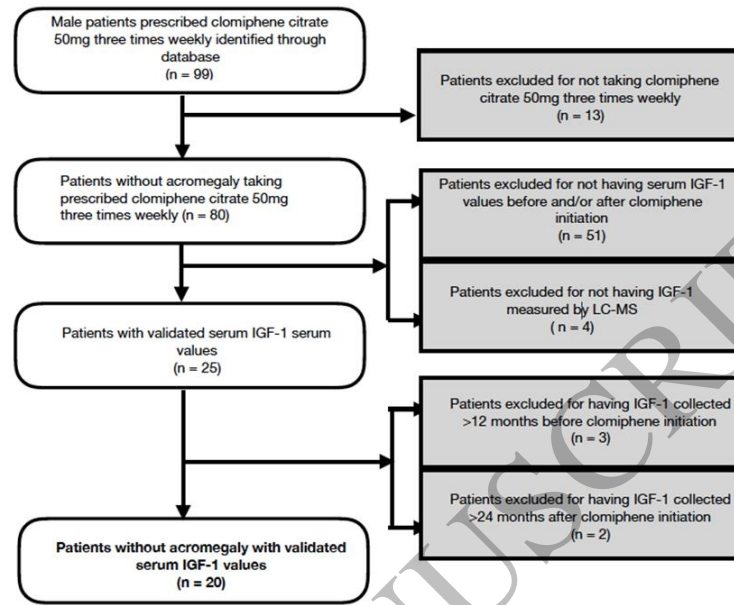 Male patients prescribed clomiphene citrate
50mg three times weekly identified through
database
(n = 99)
Patients excluded for not taking clomiphene
citrate 50mg three times weekly
(n = 13)
Patients without acromegaly taking
prescribed clomiphene citrate 50mg
three times weekly (n = 80)
Patients excluded for not having serum IGF-1
values before and/or after clomiphene
initiation
(n = 51)
Patients excluded for not having IGF-1
measured by LC-MS
( n = 4)
Patients with validated serum IGF-1 serum
values
(n = 25)
Patients excluded for having IGF-1 collected
>12 months before clomiphene initiation
(n = 3)
Patients excluded for having IGF-1 collected
>24 months after clomiphene initiation
(n = 2)
Patients without acromegaly with validated
serum IGF-1 values
(n = 20)
NUSCRI